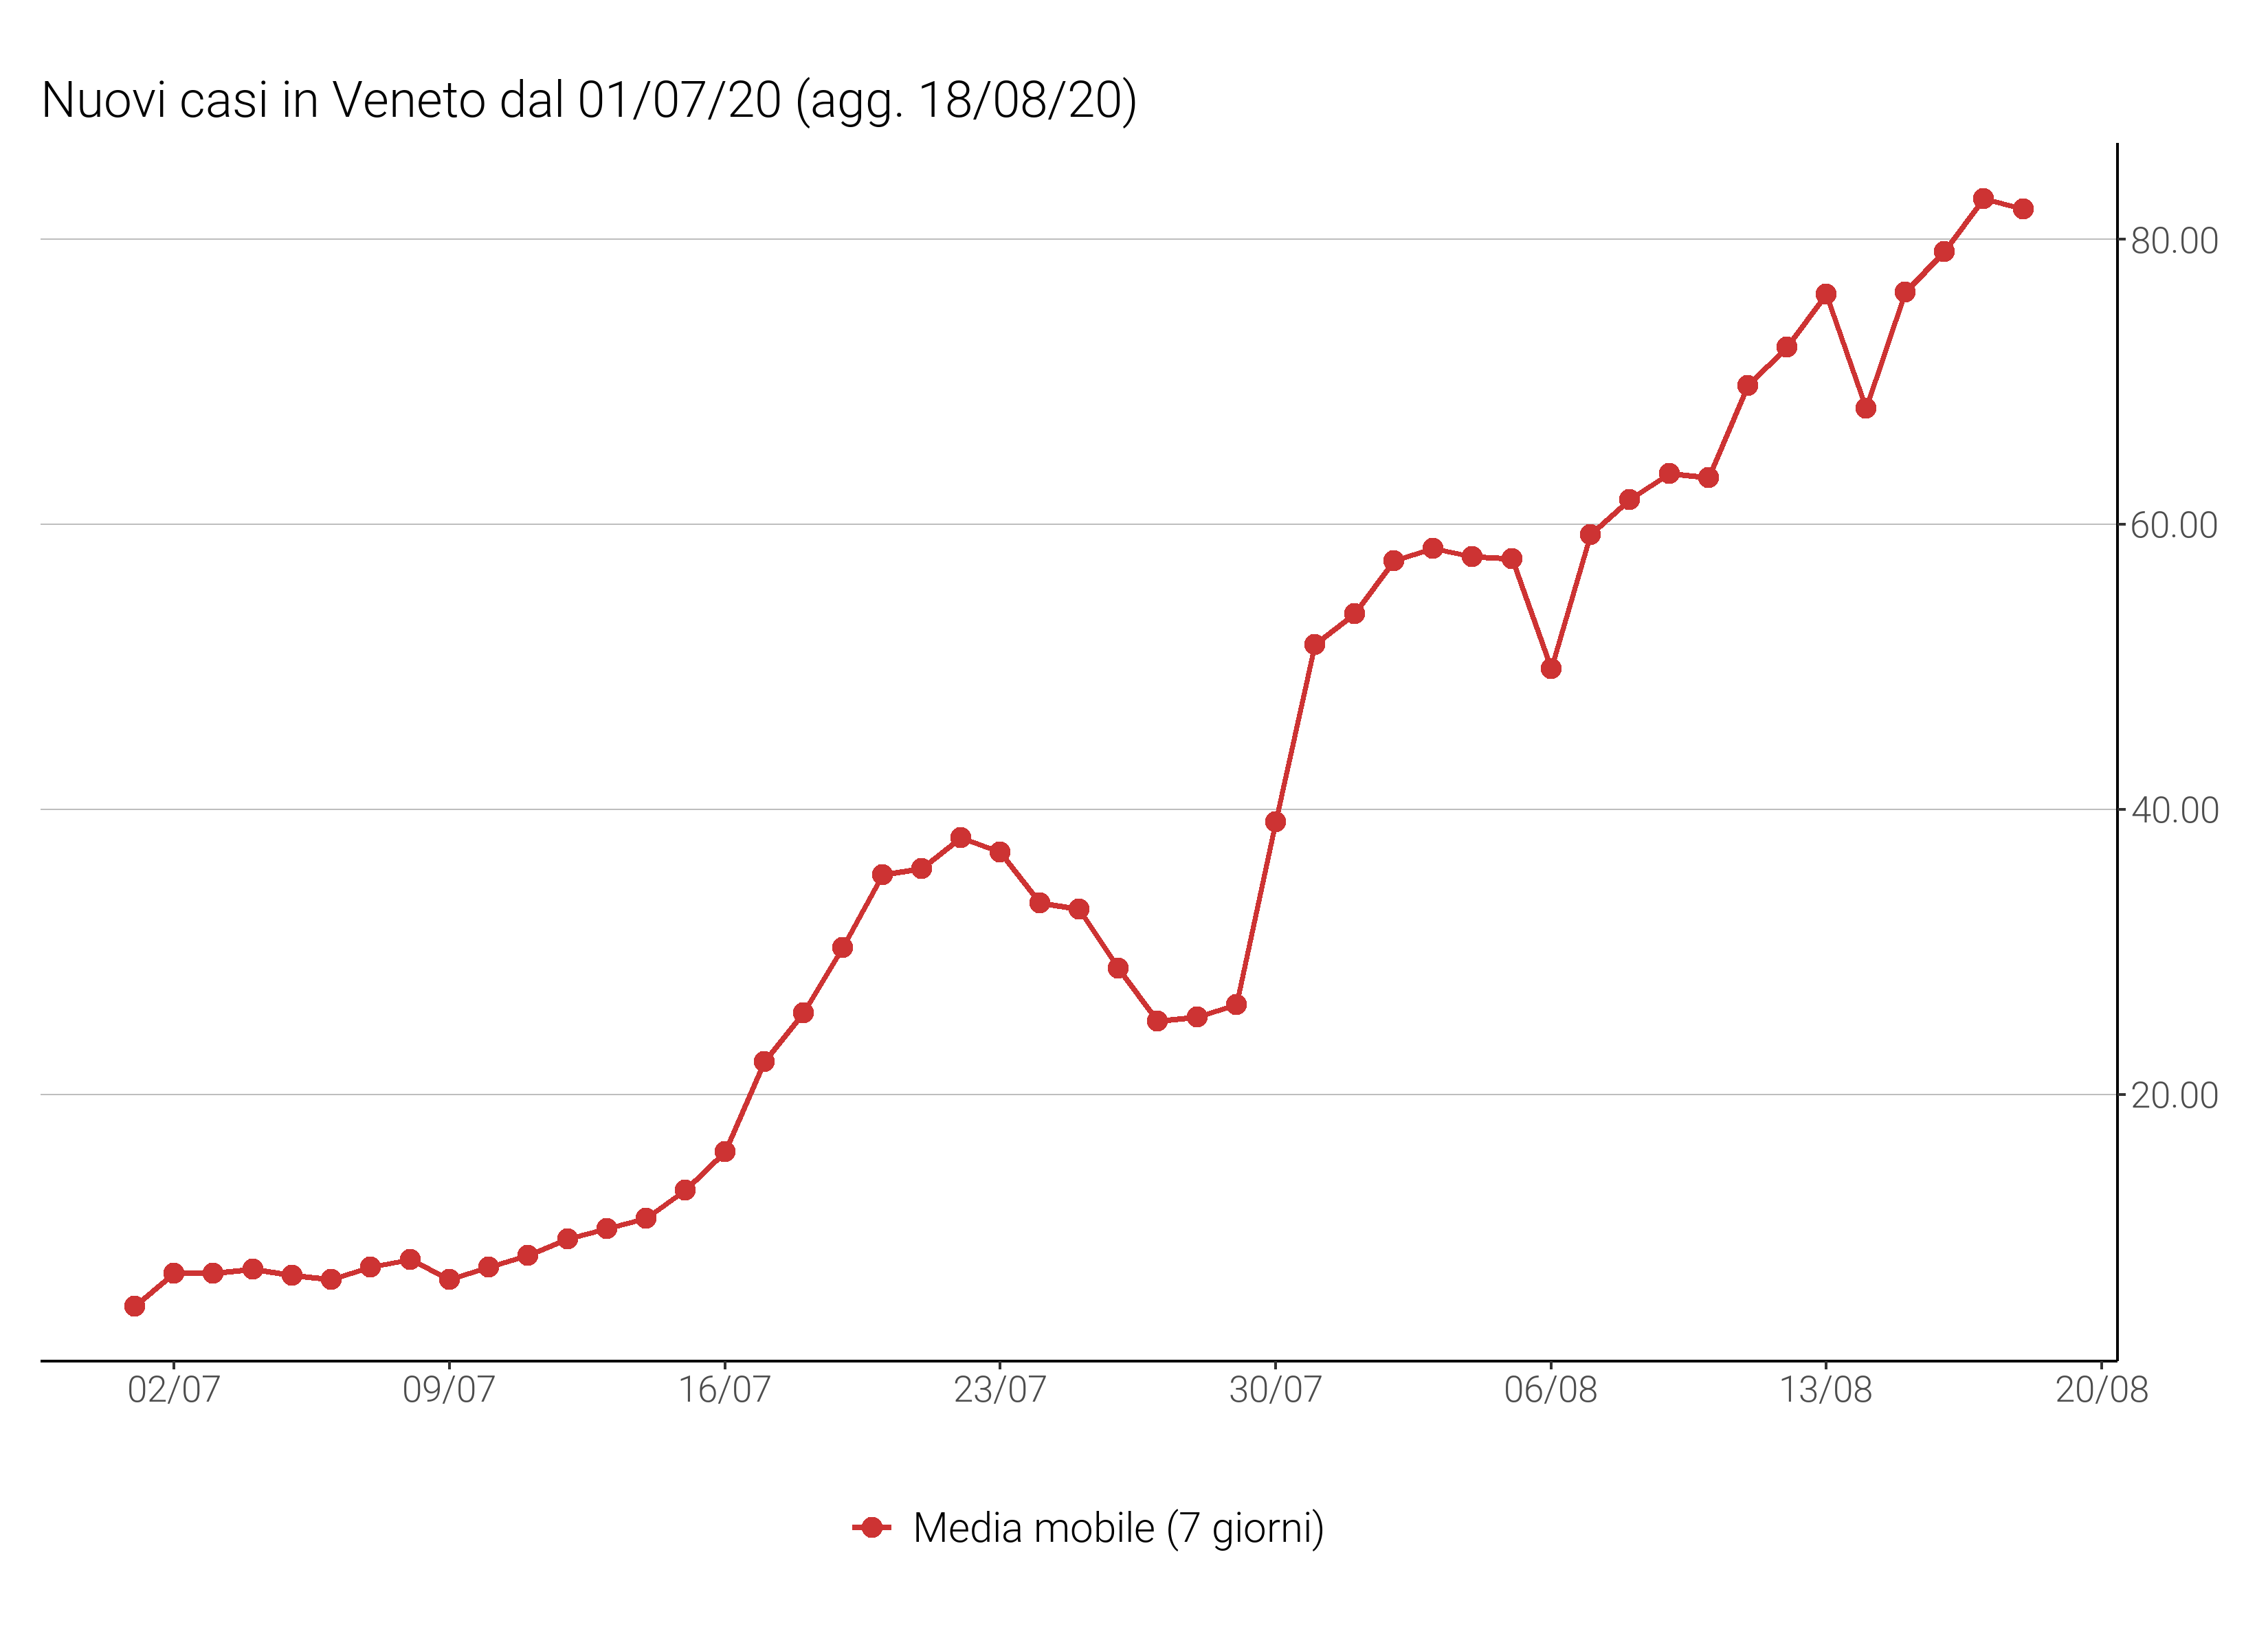 Nuovi casi in Veneto dal 01/07/20 (agg. 18/08/20)
80.00
60.00
40.00
20.00
02/07 09/07 16/07 23/07 30/07 06/08 13/08 20/08
Media mobile (7 giorni)